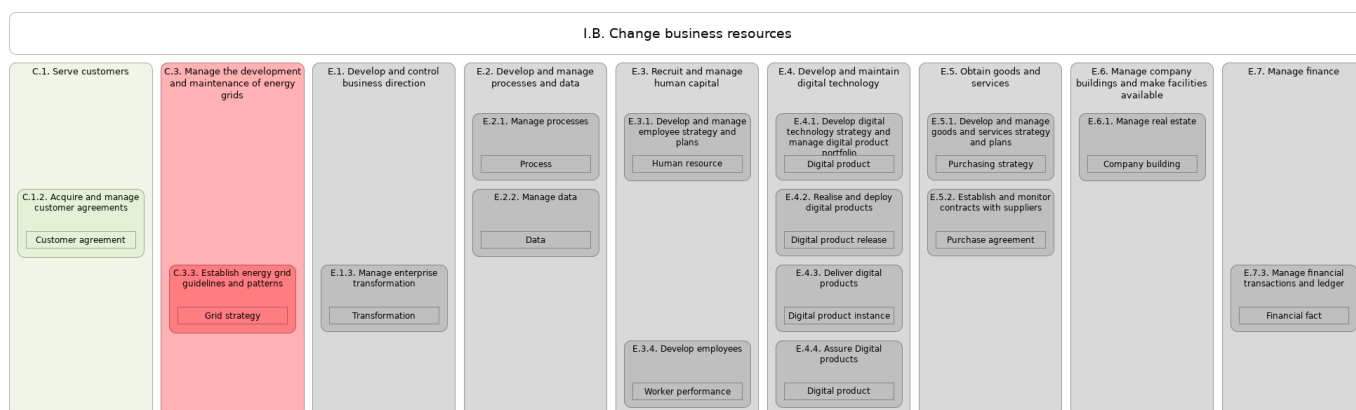 I.B. Change business resources
C.1. Serve customers
C.1.2. Acquire and manage
customer agreements
Customer agreement
C.3. Manage the development
and maintenance of energy
grids
C.3.3. Establish energy grid
guidelines and patterns
Grid strategy
E.1. Develop and control
business direction
E.1.3. Manage enterprise
transformation
Transformation
E.2. Develop and manage
processes and data
E.2.1. Manage processes
Process
E.2.2. Manage data
Data
E.3. Recruit and manage
human capital
E.3.1. Develop and manage
employee strategy and
plans
Human resource
E.3.4. Develop employees
Worker performance
E.4. Develop and maintain
digital technology
E.4.1. Develop digital
technology strategy and
manage digital product
portfolio
Digital product
E.4.2. Realise and deploy
digital products
Digital product release
E.4.3. Deliver digital
products
Digital product instance
E.4.4. Assure Digital
products
Digital product
E.5. Obtain goods and
services
E.5.1. Develop and manage
goods and services strategy
and plans
Purchasing strategy
E.5.2. Establish and monitor
contracts with suppliers
Purchase agreement
E.6. Manage company
buildings and make facilities
available
E.6.1. Manage real estate
Company building
E.7. Manage finance
E.7.3. Manage financial
transactions and ledger
Financial fact